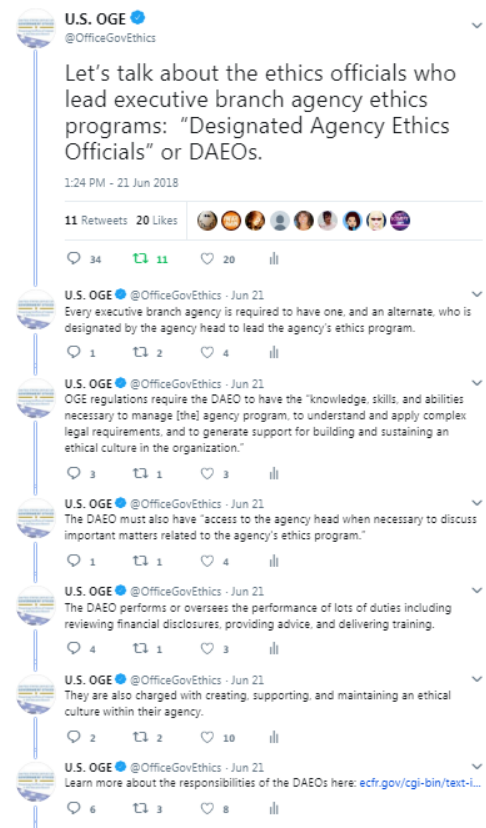 U.S. OGE
@OfficeGovEthics
Let's talk about the ethics officials who
lead executive branch agency ethics
programs:  "Designated Agency Ethics
Officials" or DAEOs.
1:24 PM - 21 Jun 2018
11 Retweets  20 Likes
34 11 20
U.S. OGE @OfficeGovEthics · Jun 21
Every executive branch agency is required to have one, and an alternate, who is
designated by the agency head to lead the agency's ethics program.
1 2 4
U.S. OGE @OfficeGovEthics · Jun 21
OGE regulations require the DAEO to have the "knowledge, skills, and abilities
necessary to manage [the] agency program, to understand and apply complex
legal requirements, and to generate support for building and sustaining an
ethical culture in the organization."
3 1 3
U.S. OGE @OfficeGovEthics · Jun 21
The DAEO must also have "access to the agency head when necessary to discuss
important matters related to the agency's ethics program."
1 1 4
U.S. OGE @OfficeGovEthics · Jun 21
The DAEO performs or oversees the performance of lots of duties including
reviewing financial disclosures, providing advice, and delivering training.
4 1 3
U.S. OGE @OfficeGovEthics · Jun 21
They are also charged with creating, supporting, and maintaining an ethical
culture within their agency.
2 2 10
U.S. OGE @OfficeGovEthics · Jun 21
Learn more about the responsibilities of the DAEOs here: ecfr.gov/cgi-bin/text-i...
6 3 8